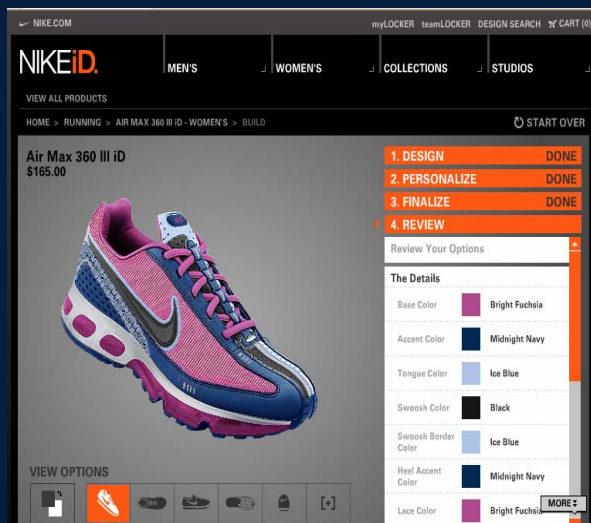 NIKE.COM
myLOCKER teamLOCKER DESIGN SEARCH CART (0)
NIKEiD.
MEN'S WOMEN'S COLLECTIONS STUDIOS
VIEW ALL PRODUCTS
HOME > RUNNING > AIR MAX 360 III iD - WOMEN'S > BUILD
START OVER
Air Max 360 III iD
$165.00
1. DESIGN DONE
2. PERSONALIZE DONE
3. FINALIZE DONE
4. REVIEW
Review Your Options
The Details
Base Color Bright Fuchsia
Accent Color Midnight Navy
Tongue Color Ice Blue
Swoosh Color Black
Swoosh Border
Color
Ice Blue
Heel Accent
Color
Midnight Navy
Lace Color Bright Fuchsia
MORE
VIEW OPTIONS
[+]